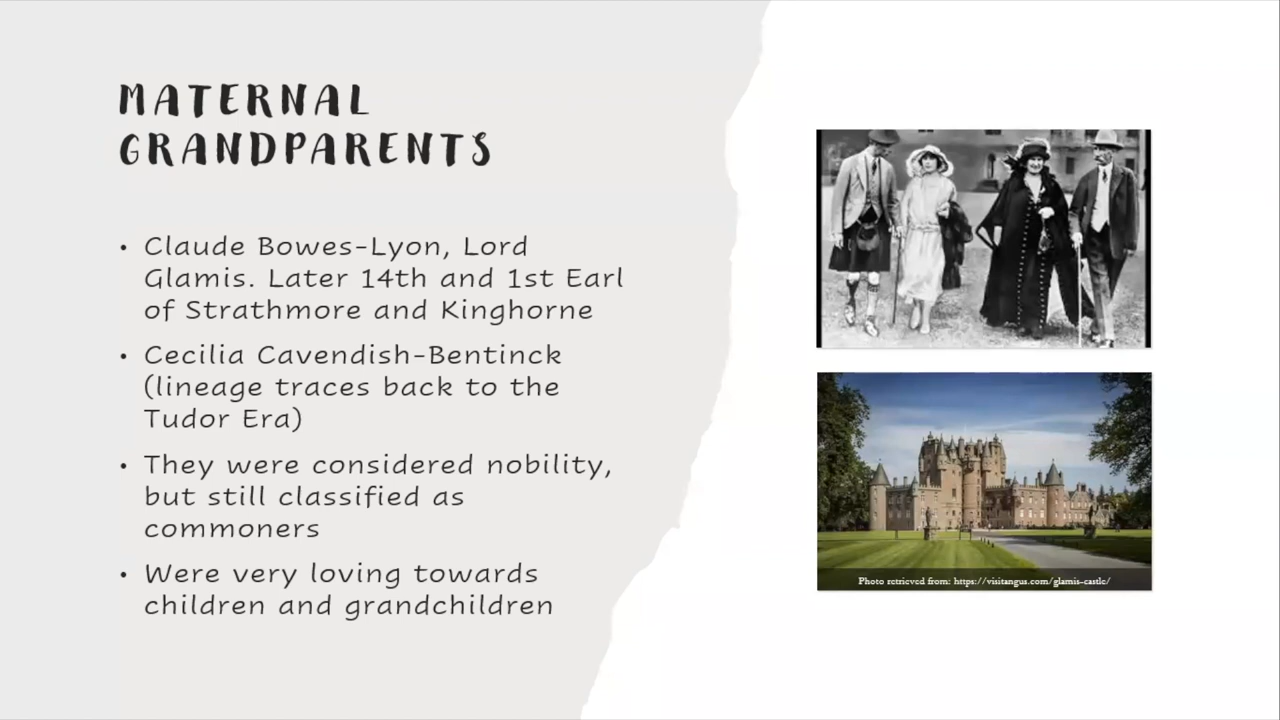 MATERNAL
GRANDPARENTS
• Claude Bowes-Lyon, Lord
Glamis. Later 14th and 1st Earl
of Strathmore and Kinghorne
• Cecilia Cavendish-Bentinck
(lineage traces back to the
Tudor Era)
• They were considered nobility,
but still classified as
commoners
• Were very loving towards
children and grandchildren
Photo retrieved from: https://visitangus.com/glamis-castle/